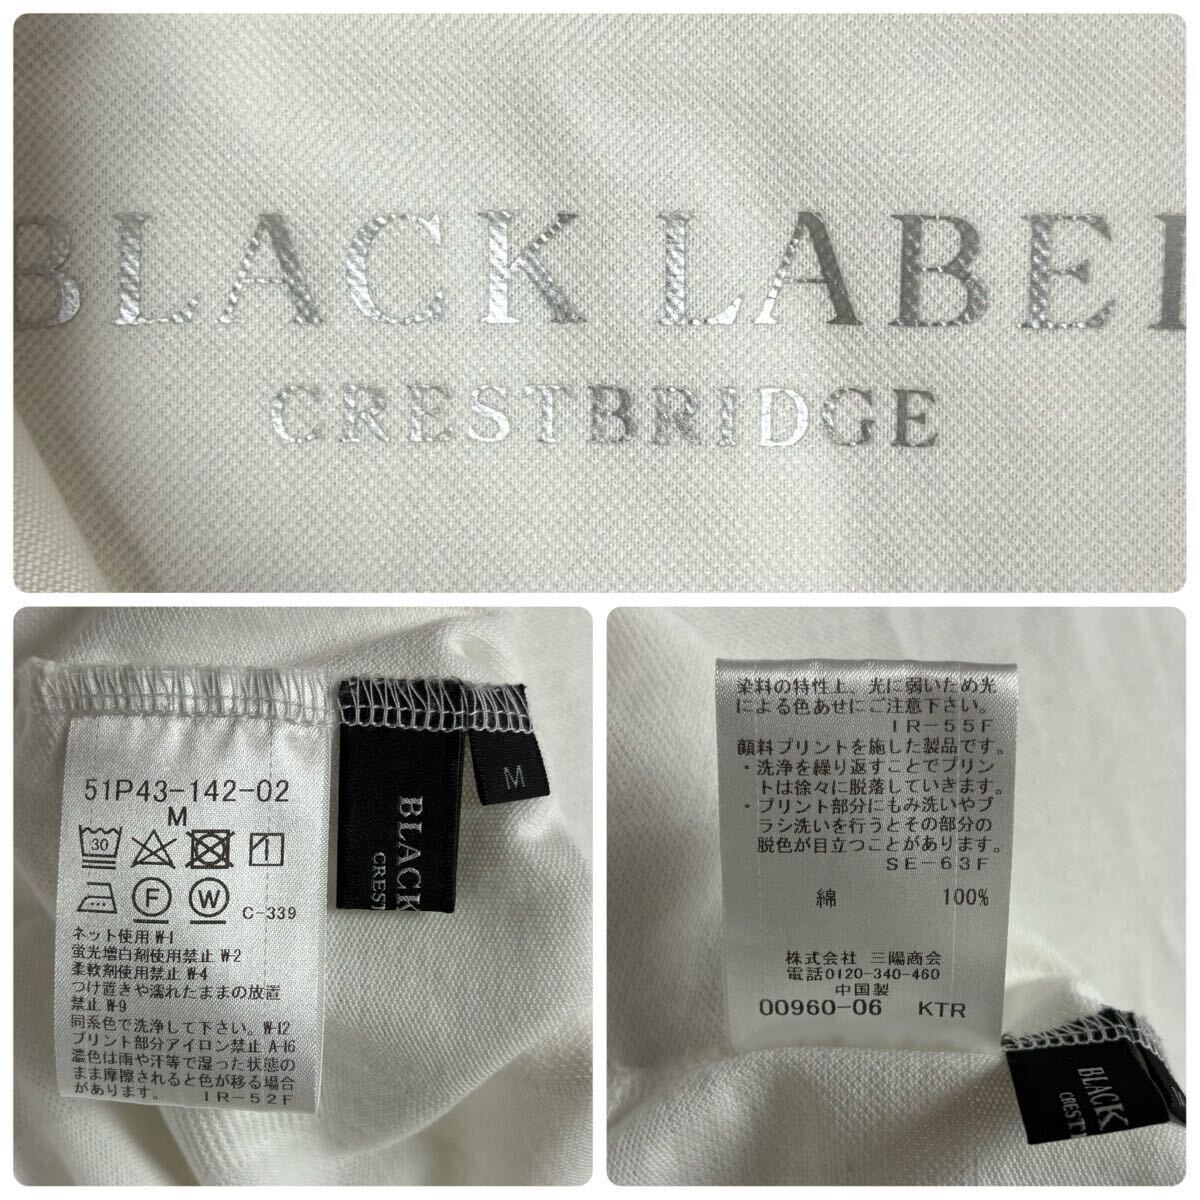 BLACK LABEL
CRESTBRIDGE
51P43-142-02
M
30
1
F
W
C-339
ネット使用 W-1
蛍光増白剤使用禁止 W-2
柔軟剤使用禁止 W-4
つけ置きや濡れたままの放置
禁止 W-9
同系色で洗浄して下さい。W-12
プリント部分アイロン禁止 A-16
濃色は雨や汗等で湿った状態の
まま摩擦されると色が移る場合
があります。 IR-52F
BLACK
CREST
M
染料の特性上、光に弱いため光
による色あせにご注意下さい。
IR-55F
顔料プリントを施した製品です。
・洗浄を繰り返すことでプリン
トは徐々に脱落していきます。
・プリント部分にもみ洗いやブ
ラシ洗いを行うとその部分の
脱色が目立つことがあります。
SE-63F
綿 100%
株式会社 三陽商会
電話0120-340-460
中国製
00960-06 KTR
BLACK
CREST